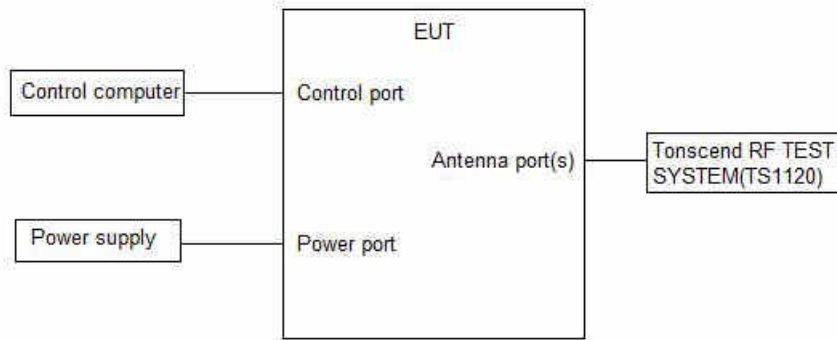 EUT
Control computer
Control port
Antenna port(s)
Tonscend RF TEST
SYSTEM(TS1120)
Power supply
Power port